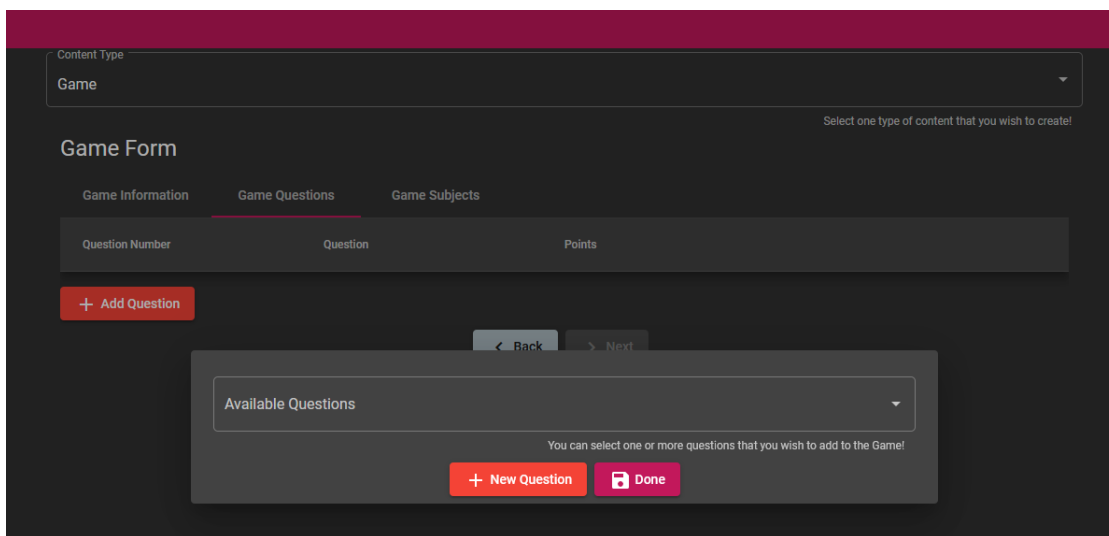 Content Type
Game
Select one type of content that you wish to create!
Game Form
Game Information Game Questions Game Subjects
Question Number Question Points
+ Add Question
< Back > Next
Available Questions
You can select one or more questions that you wish to add to the Game!
+ New Question Done